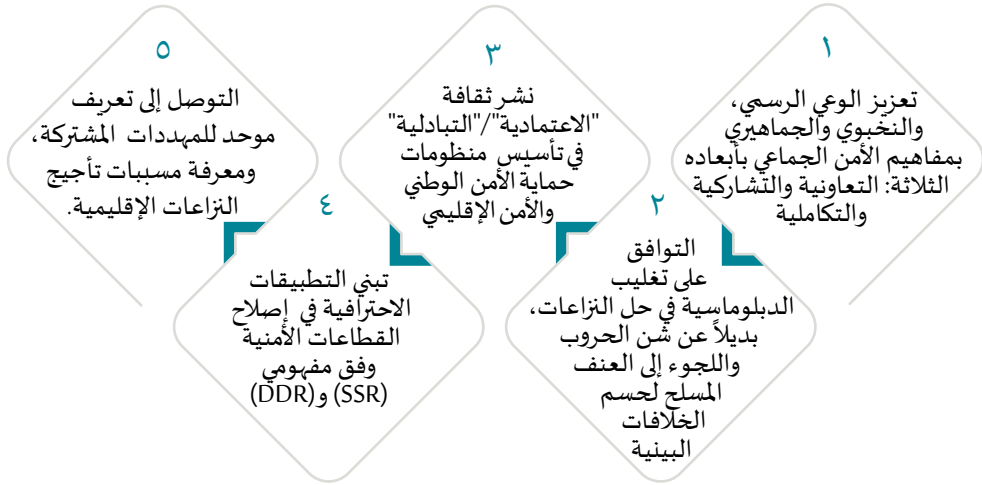 ١
تعزيز الوعي الرسمي،
والنخبوي والجماهيري
بمفاهيم الأمن الجماعي بأبعاده
الثلاثة: التعاونية والتشاركية
والتكاملية
٢
التوافق
على تغليب
الدبلوماسية في حل النزاعات،
بديلاً عن شن الحروب
واللجوء إلى العنف
المسلح لحسم
الخلافات
البينية
٣
نشر ثقافة
"الاعتمادية"/"التبادلية"
في تأسيس منظومات
حماية الأمن الوطني
والأمن الإقليمي
٤
تبني التطبيقات
الاحترافية في إصلاح
القطاعات الأمنية
وفق مفهومي
(SSR) و(DDR)
٥
التوصل إلى تعريف
موحد للمهددات المشتركة،
ومعرفة مسببات تأجيج
النزاعات الإقليمية.